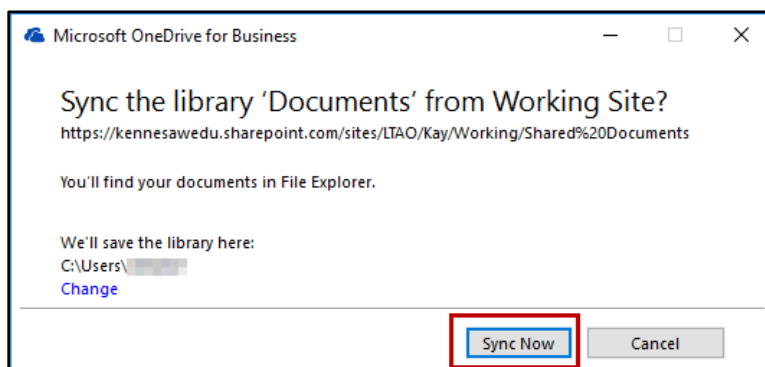 Microsoft OneDrive for Business
Sync the library ‘Documents’ from Working Site?
https://kennesawedu.sharepoint.com/sites/LTAO/Kay/Working/Shared%20Documents
You'll find your documents in File Explorer.
We'll save the library here:
C:\Users\
Change
Sync Now
Cancel